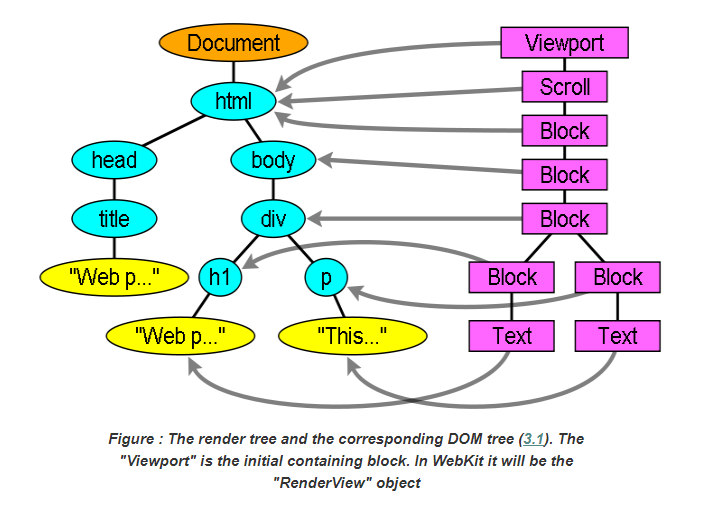 Document
Viewport
Scroll
html
Block
head
body
Block
title
div
Block
"Web p..."
h1
p
Block
Block
"Web p..."
"This..."
Text
Text
Figure : The render tree and the corresponding DOM tree (3.1). The
"Viewport" is the initial containing block. In WebKit it will be the
"RenderView" object